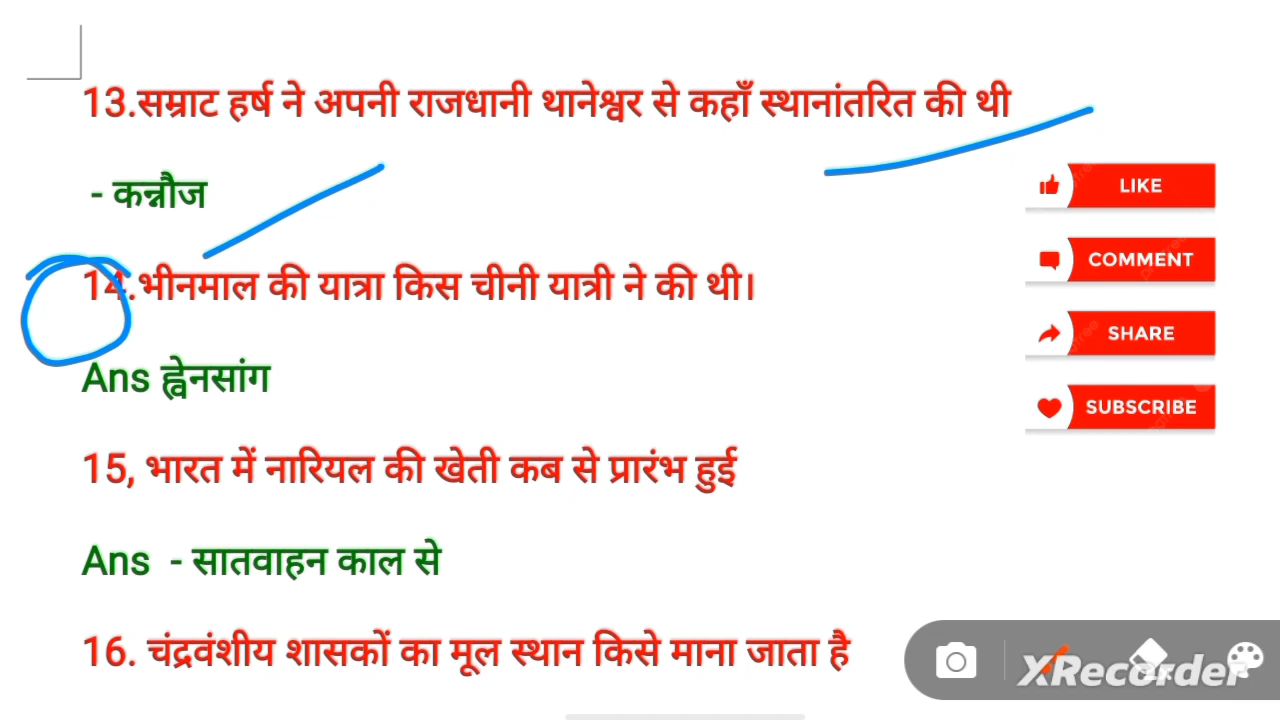 13.सम्राट हर्ष ने अपनी राजधानी थानेश्वर से कहाँ स्थानांतरित की थी
- कन्नौज
14.भीनमाल की यात्रा किस चीनी यात्री ने की थी।
Ans ह्वेनसांग
15, भारत में नारियल की खेती कब से प्रारंभ हुई
Ans - सातवाहन काल से
16. चंद्रवंशीय शासकों का मूल स्थान किसे माना जाता है
LIKE
COMMENT
SHARE
SUBSCRIBE
XRecorder